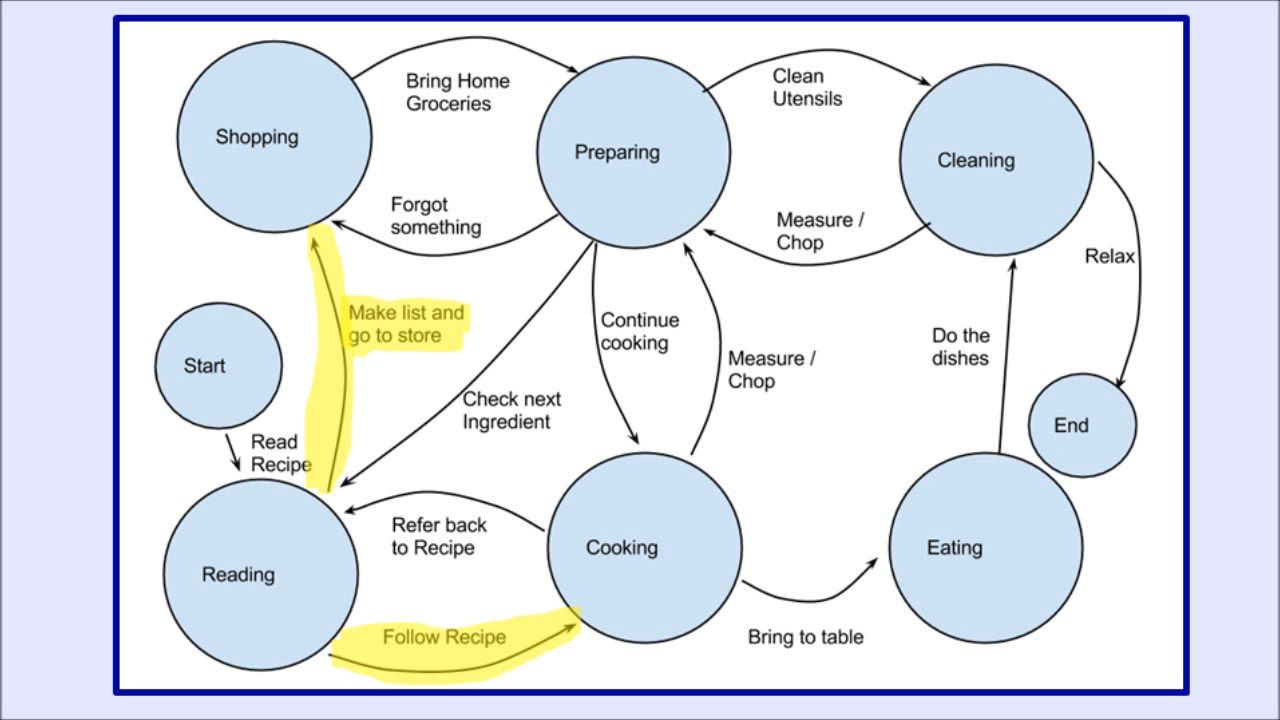 Shopping
Bring Home
Groceries
Preparing
Clean
Utensils
Cleaning
Forgot
something
Measure /
Chop
Relax
Make list and
go to store
Start
Continue
cooking
Measure /
Chop
Do the
dishes
Check next
Ingredient
End
Read
Recipe
Refer back
to Recipe
Reading
Cooking
Eating
Follow Recipe
Bring to table